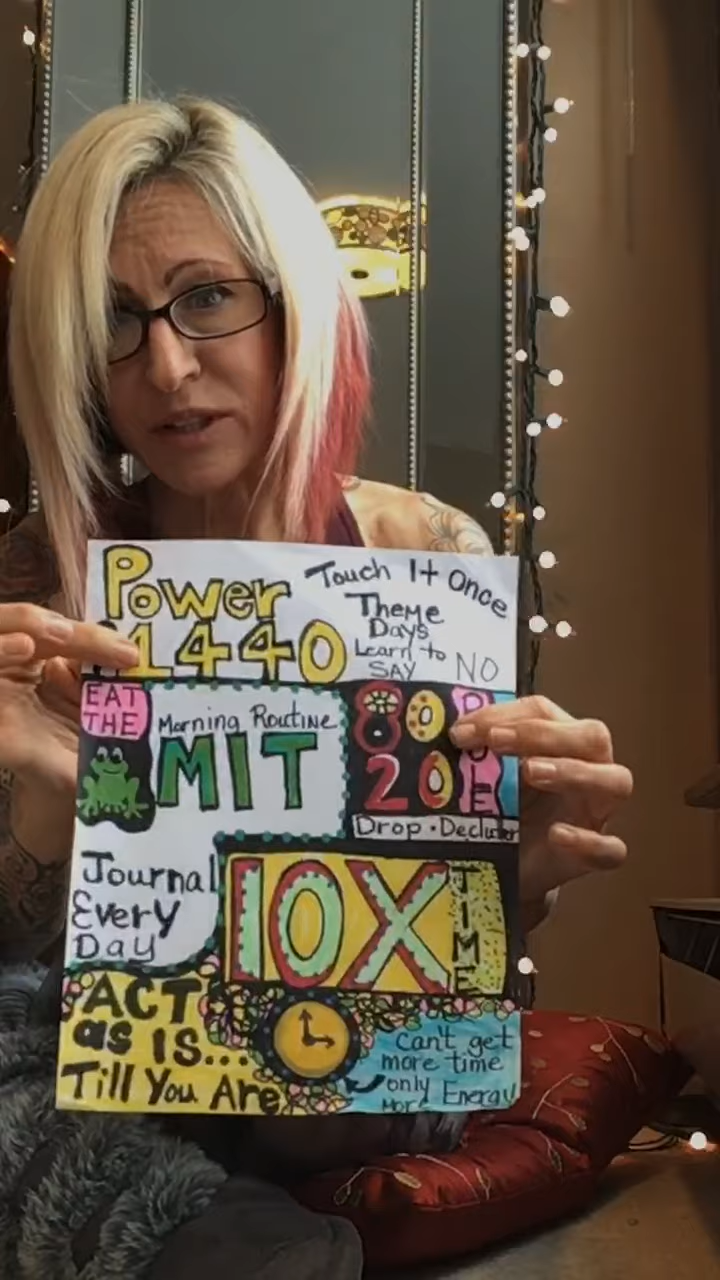 Power
1440
Touch It Once
Theme
Days
Learn to
SAY NO
EAT
THE
Morning Routine
MIT
80
20
RULE
Drop · Declutter
Journal
Every
Day
10X
TIME
ACT
as IS...
Till You Are
Can't get
more time
only Energy
More